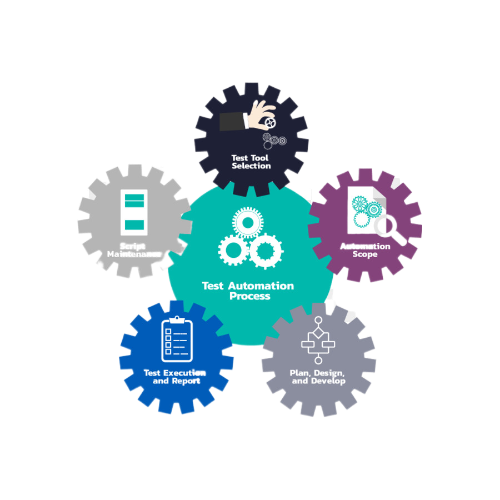 Test Tool
Selection
Script
Maintenance
Automation
Scope
Test Automation
Process
Test Execution
and Report
Plan, Design,
and Develop